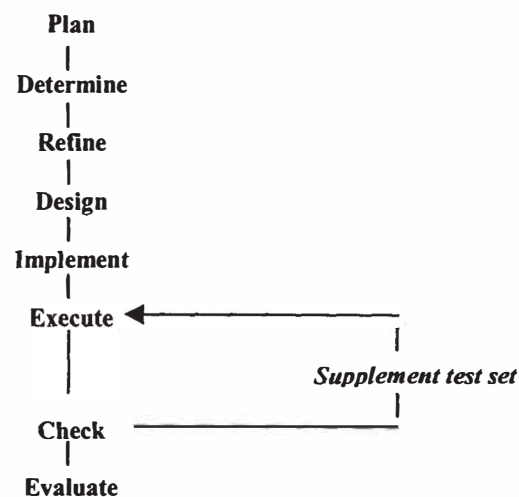 Plan
Determine
Refine
Design
Implement
Execute
Supplement test set
Check
Evaluate